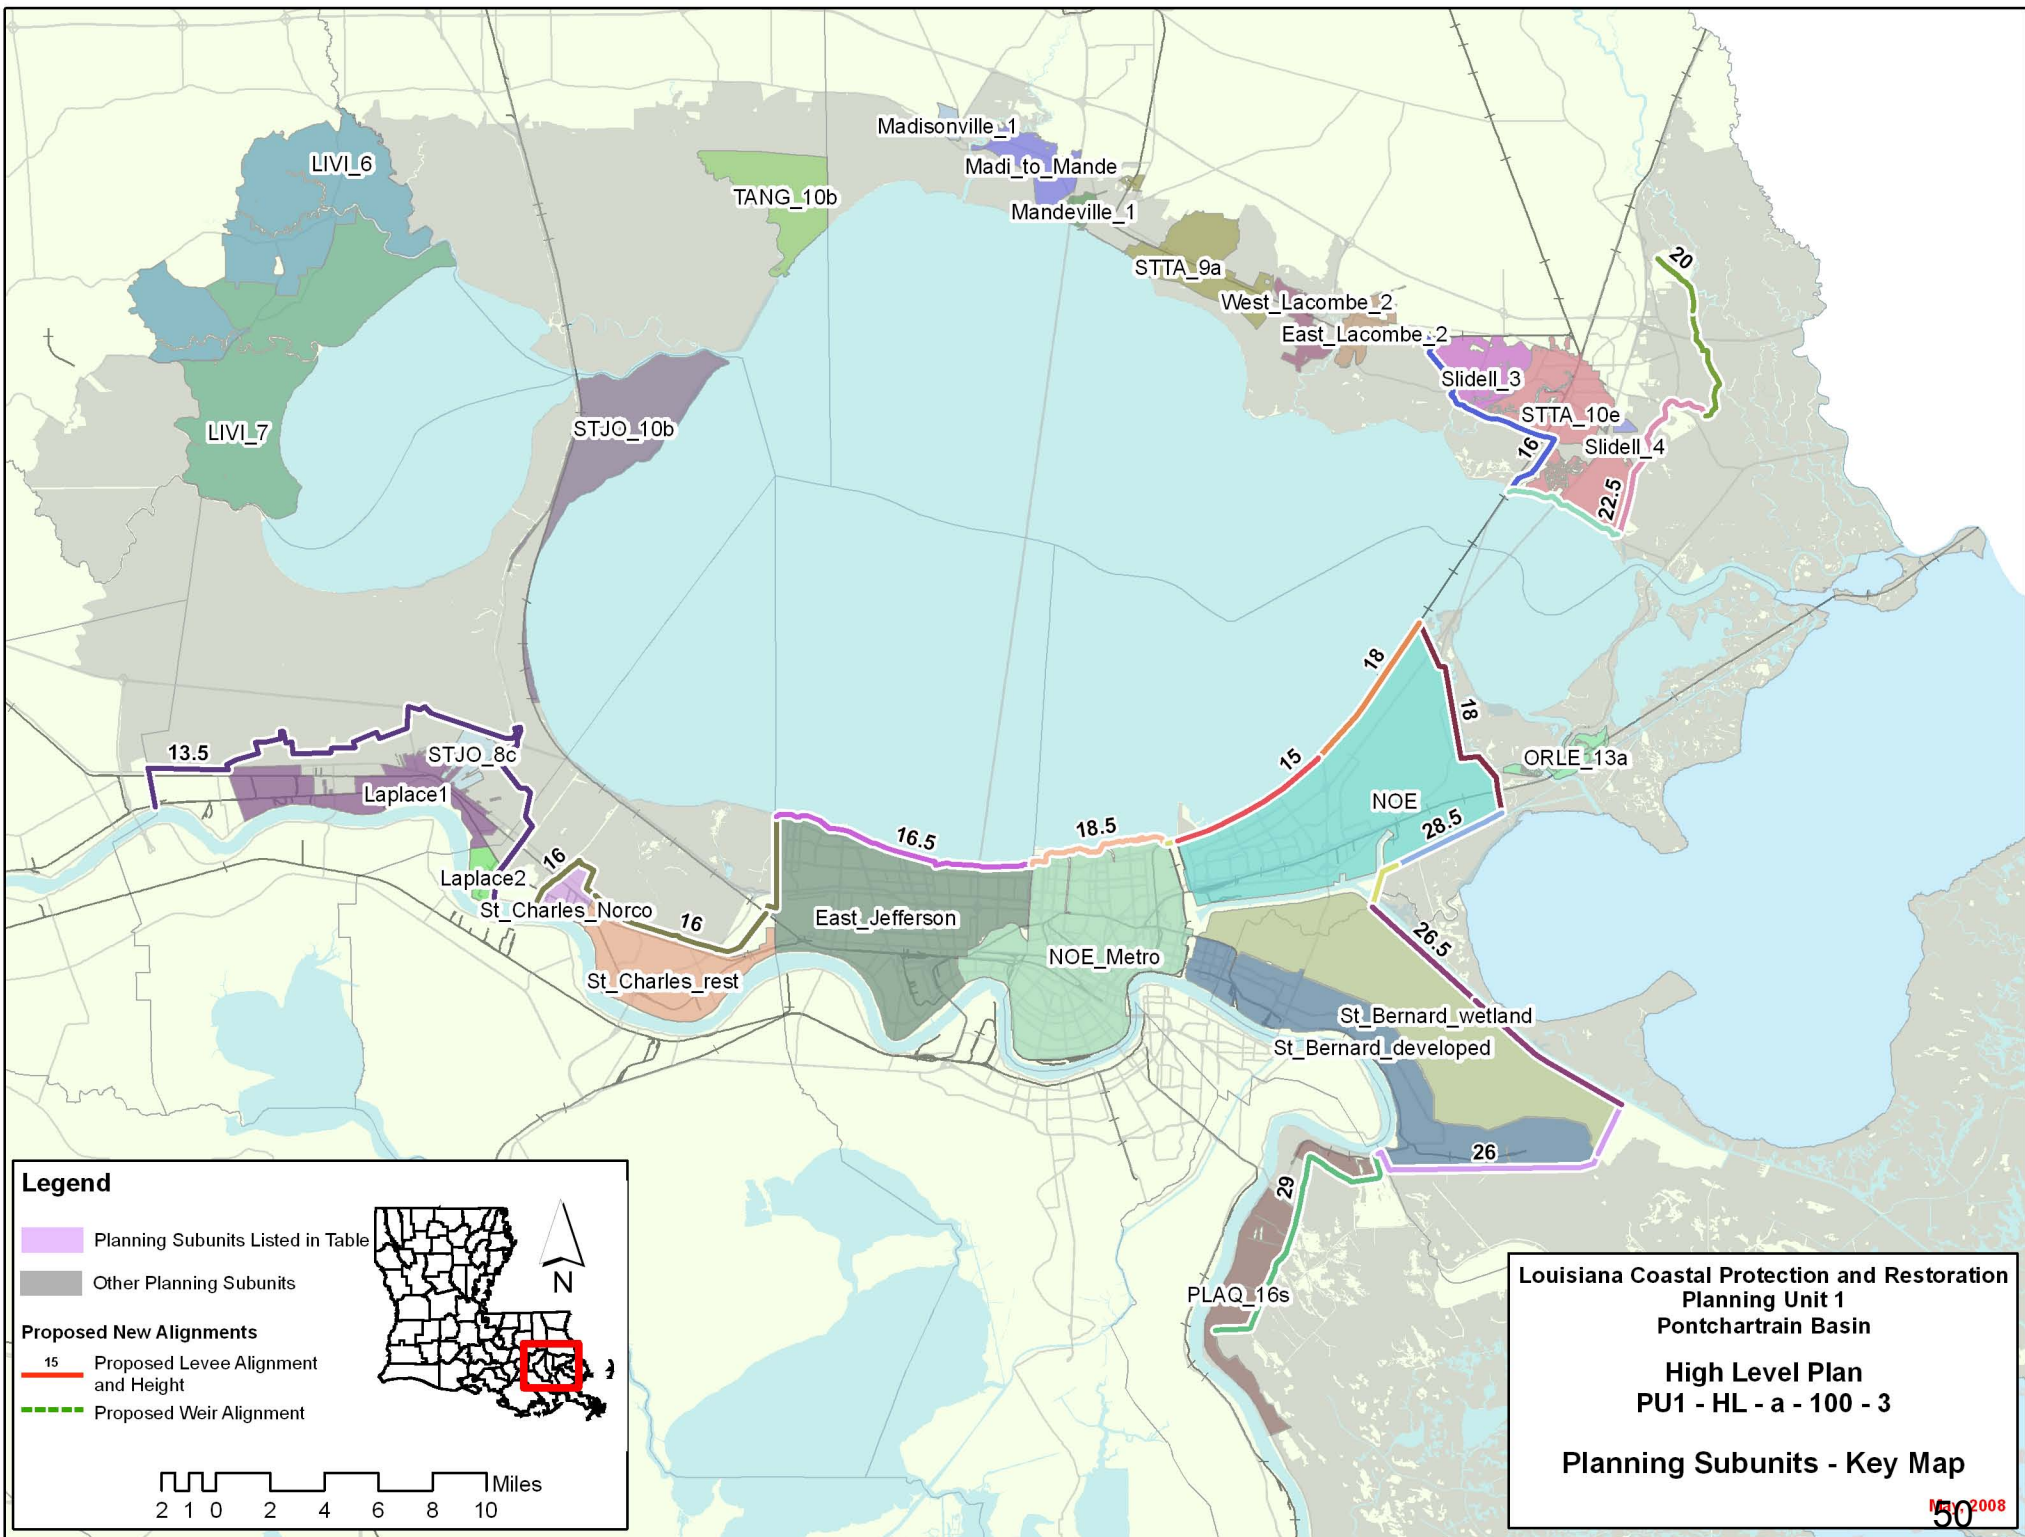 Madisonville_1
LIVI_6
Madi_to_Mande
TANG_10b
Mandeville_1
20
STTA_9a
West_Lacombe_2
East_Lacombe_2
Slidell_3
STTA_10e
LIVI_7
STJO_10b
16
Slidell_4
22.5
18
18
13.5
STJO_8c
15
ORLE_13a
Laplace1
NOE
16.5
18.5
28.5
16
Laplace2
St_Charles_Norco
16
East_Jefferson
26.5
NOE_Metro
St_Charles_rest
St_Bernard_wetland
St_Bernard_developed
26
29
PLAQ_16s
Legend
Planning Subunits Listed in Table
Other Planning Subunits
Proposed New Alignments
15
Proposed Levee Alignment
and Height
Proposed Weir Alignment
N
Miles
2 1 0 2 4 6 8 10
Louisiana Coastal Protection and Restoration
Planning Unit 1
Pontchartrain Basin
High Level Plan
PU1 - HL - a - 100 - 3
Planning Subunits - Key Map
May, 2008
50